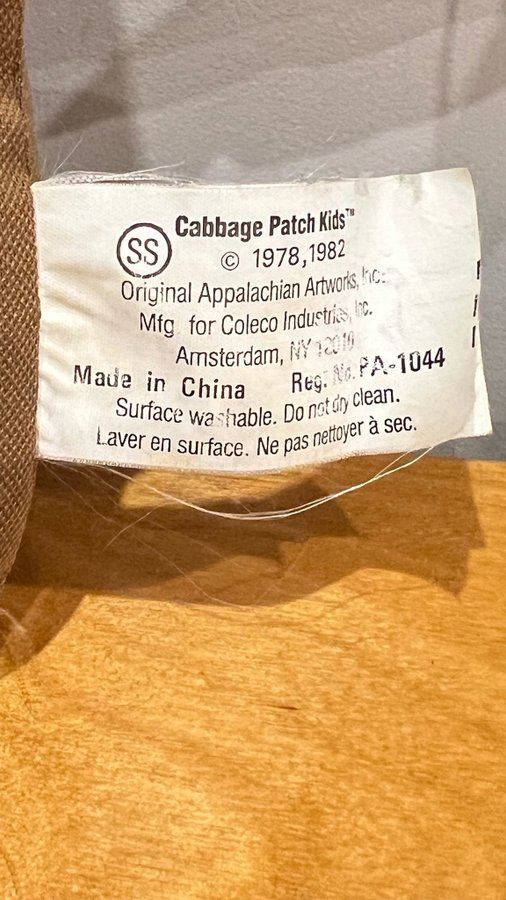 Cabbage Patch Kids™
SS
© 1978,1982
Original Appalachian Artworks, Inc.
Mfg. for Coleco Industries, Inc.
Amsterdam, NY 12010
Made in China Reg. No. PA-1044
Surface washable. Do not dry clean.
Laver en surface. Ne pas nettoyer à sec.